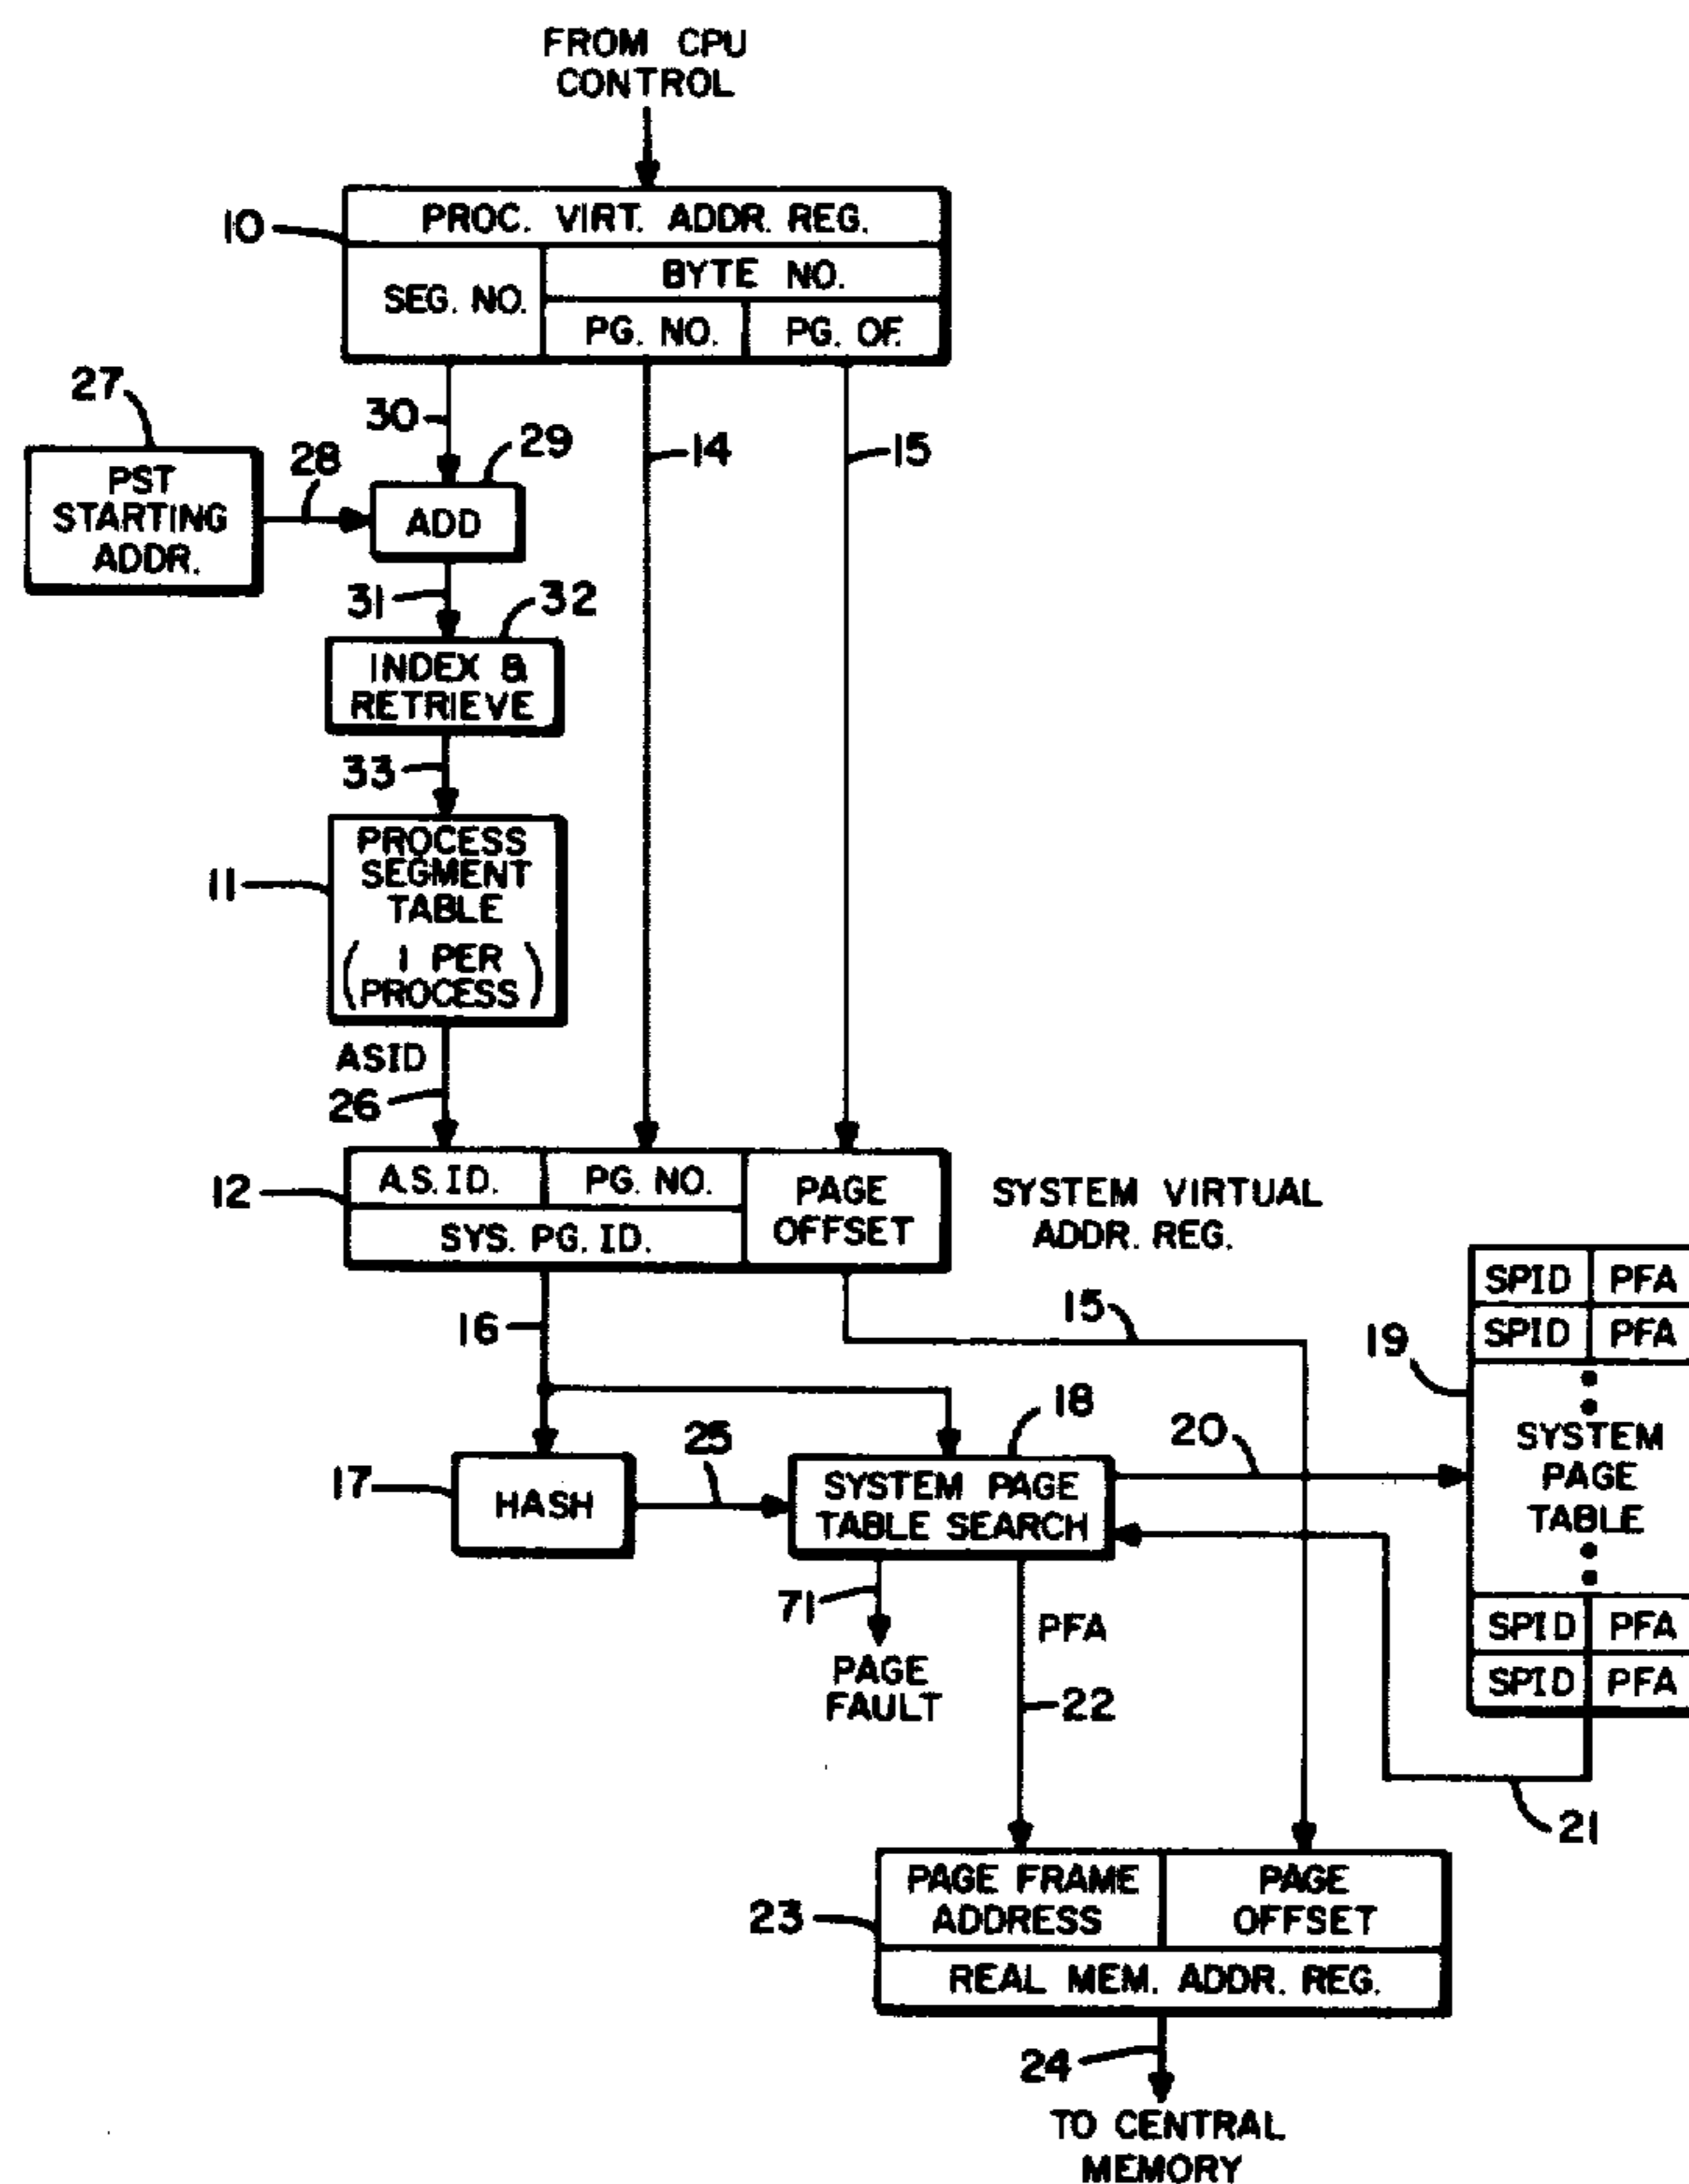 FROM CPU
CONTROL
10
PROC. VIRT. ADDR. REG.
SEG. NO.
BYTE NO.
PG. NO.
PG. OF.
27
PST
STARTING
ADDR.
28
30
29
ADD
14
15
31
32
INDEX &
RETRIEVE
33
11
PROCESS
SEGMENT
TABLE
(1 PER
PROCESS)
ASID
26
12
A.S. ID.
PG. NO.
SYS. PG. ID.
PAGE
OFFSET
SYSTEM VIRTUAL
ADDR. REG.
16
15
17
HASH
25
18
SYSTEM PAGE
TABLE SEARCH
20
19
SPID PFA
SPID PFA
SYSTEM
PAGE
TABLE
SPID PFA
SPID PFA
21
71
PAGE
FAULT
PFA
22
23
PAGE FRAME
ADDRESS
PAGE
OFFSET
REAL MEM. ADDR. REG.
24
TO CENTRAL
MEMORY